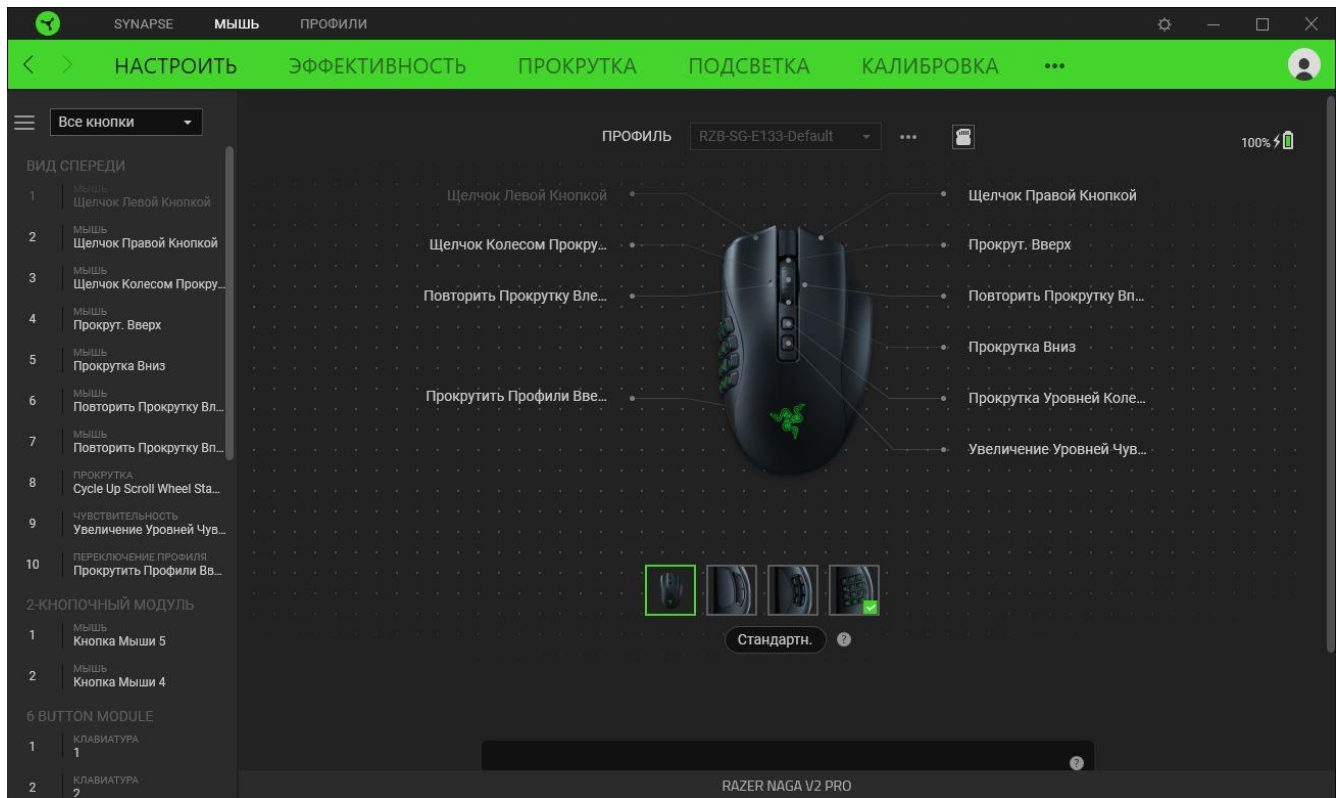 SYNAPSE МЫШЬ ПРОФИЛИ
НАСТРОИТЬ ЭФФЕКТИВНОСТЬ ПРОКРУТКА ПОДСВЕТКА КАЛИБРОВКА •••
Все кнопки
ПРОФИЛЬ RZB-SG-E133-Default •••
100%
ВИД СПЕРЕДИ
1 МЫШЬ
Щелчок Левой Кнопкой
2 МЫШЬ
Щелчок Правой Кнопкой
3 МЫШЬ
Щелчок Колесом Прокру...
4 МЫШЬ
Прокрут. Вверх
5 МЫШЬ
Прокрутка Вниз
6 МЫШЬ
Повторить Прокрутку Вл...
7 МЫШЬ
Повторить Прокрутку Вп...
8 ПРОКРУТКА
Cycle Up Scroll Wheel Sta...
9 ЧУВСТВИТЕЛЬНОСТЬ
Увеличение Уровней Чув...
10 ПЕРЕКЛЮЧЕНИЕ ПРОФИЛЯ
Прокрутить Профили Вв...
2-КНОПОЧНЫЙ МОДУЛЬ
1 МЫШЬ
Кнопка Мыши 5
2 МЫШЬ
Кнопка Мыши 4
6 BUTTON MODULE
1 КЛАВИАТУРА
1
2 КЛАВИАТУРА
2
Щелчок Левой Кнопкой
Щелчок Колесом Прокру...
Повторить Прокрутку Вле...
Прокрутить Профили Вве...
Щелчок Правой Кнопкой
Прокрут. Вверх
Повторить Прокрутку Вп...
Прокрутка Вниз
Прокрутка Уровней Коле...
Увеличение Уровней Чув...
Стандартн. ?
?
RAZER NAGA V2 PRO